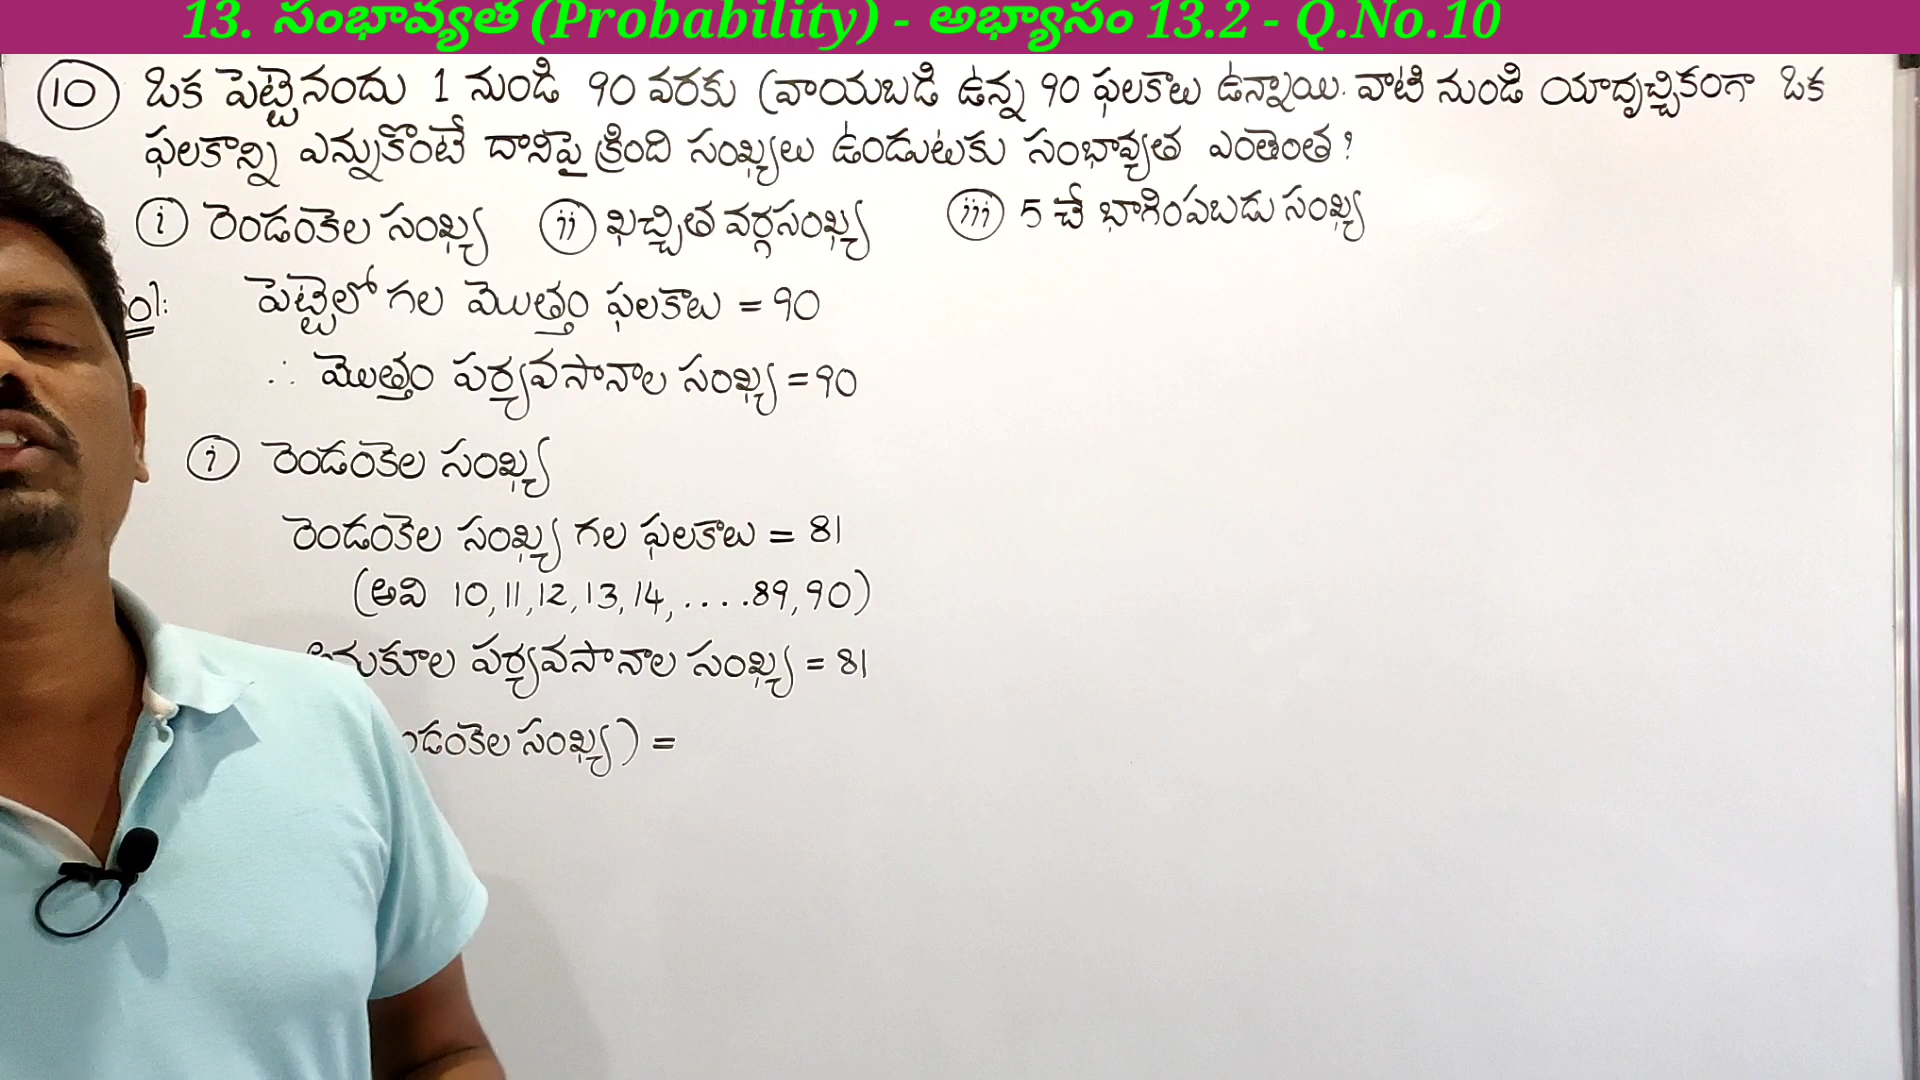 13. సంభావ్యత (Probability) - అభ్యాసం 13.2 - Q.No.10
10 ఒక పెట్టెనందు 1 నుండి 90 వరకు వ్రాయబడి ఉన్న 90 ఫలకాలు ఉన్నాయి. వాటి నుండి యాదృచ్ఛికంగా ఒక
ఫలకాన్ని ఎన్నుకొంటే దానిపై క్రింది సంఖ్యలు ఉండుటకు సంభావ్యత ఎంతెంత?
i రెండంకెల సంఖ్య ii ఖచ్చిత వర్గసంఖ్య iii 5 చే భాగింపబడు సంఖ్య
ol: పెట్టెలో గల మొత్తం ఫలకాలు = 90
∴ మొత్తం పర్యవసానాల సంఖ్య = 90
i రెండంకెల సంఖ్య
రెండంకెల సంఖ్య గల ఫలకాలు = 81
(అవి 10, 11, 12, 13, 14, .... 89, 90)
నుకూల పర్యవసానాల సంఖ్య = 81
డంకెల సంఖ్య) =